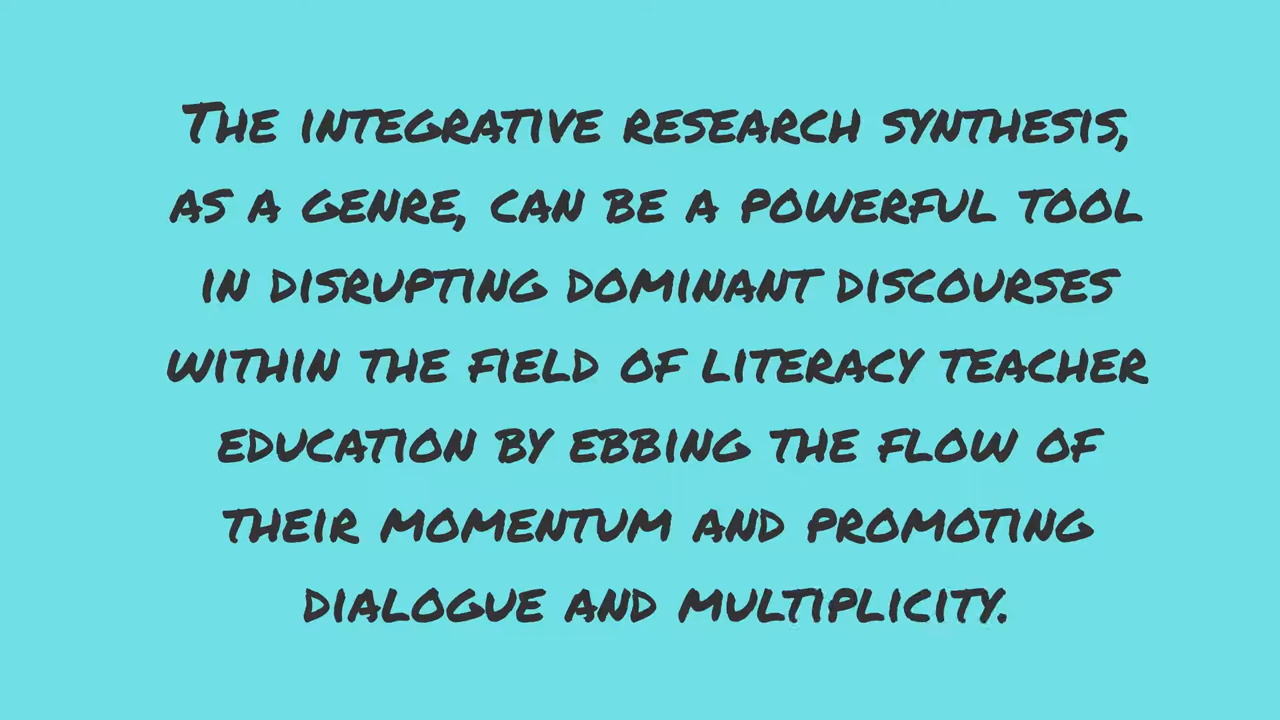 The integrative research synthesis,
as a genre, can be a powerful tool
in disrupting dominant discourses
within the field of literacy teacher
education by ebbing the flow of
their momentum and promoting
dialogue and multiplicity.